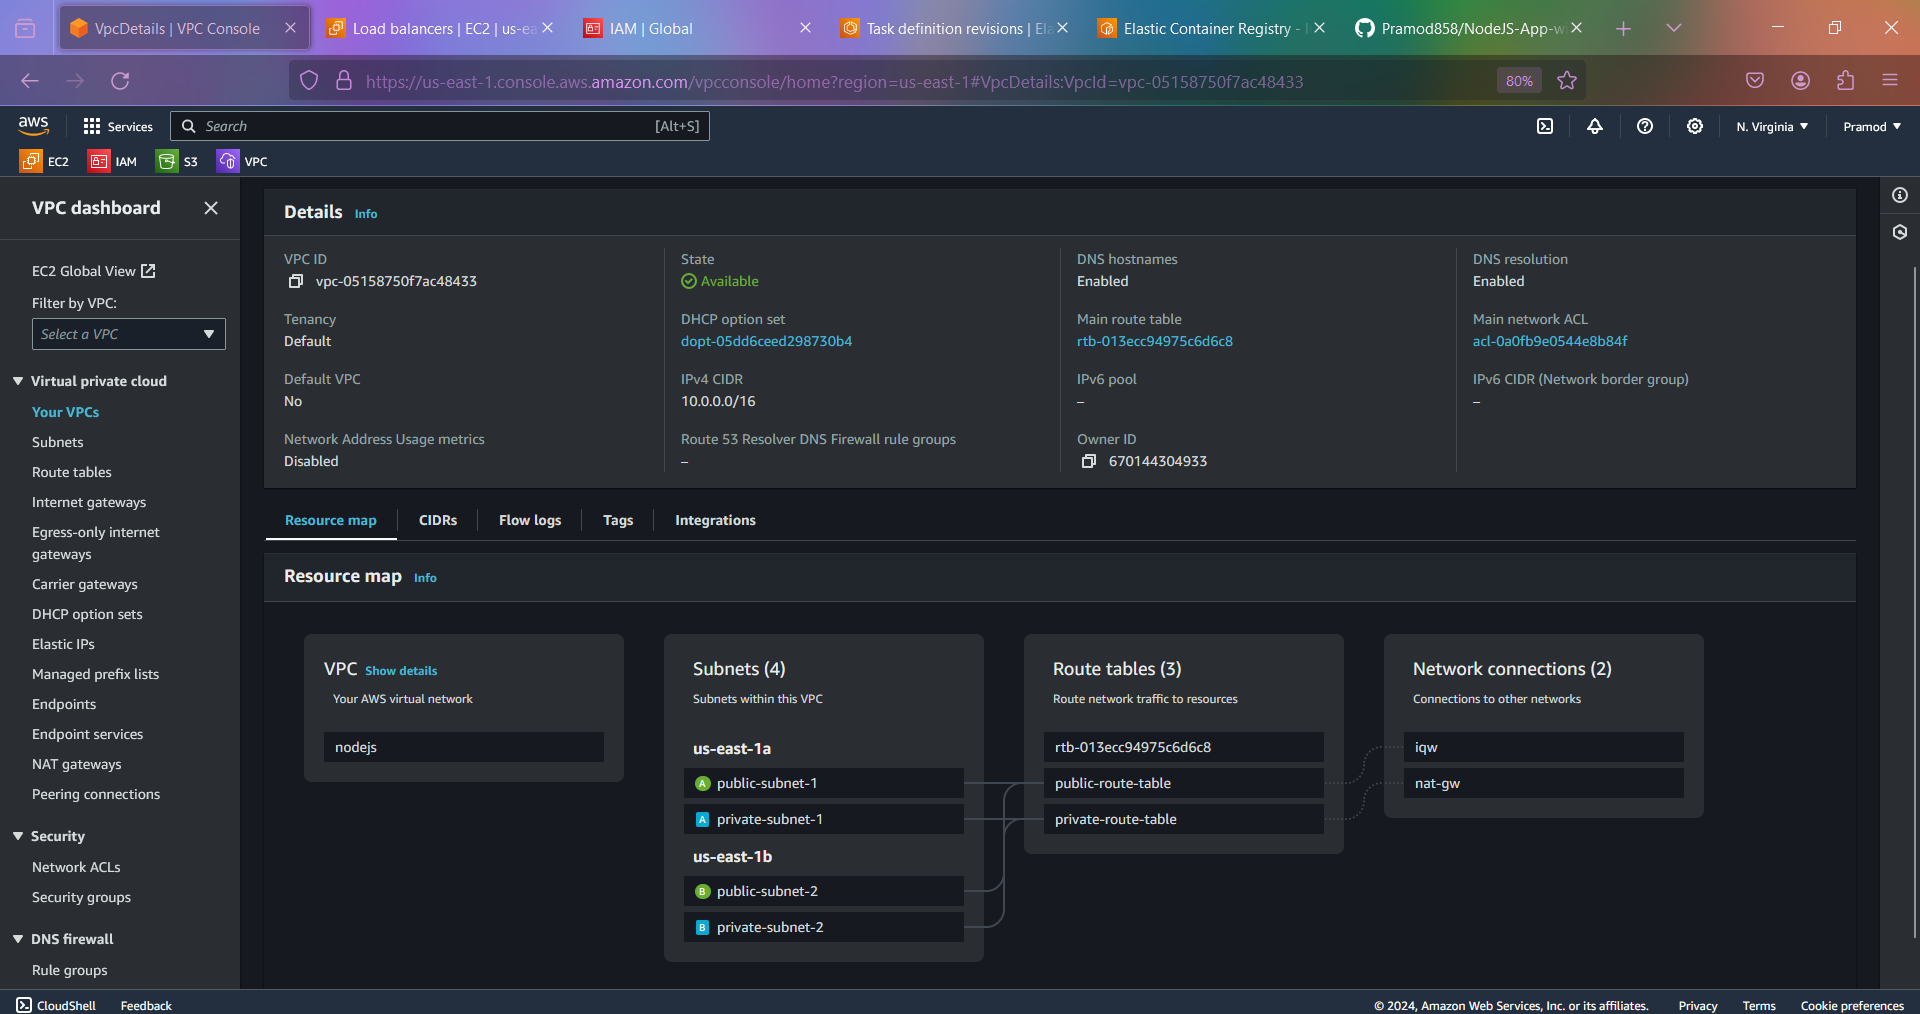 VpcDetails | VPC Console
Load balancers | EC2 | us-ea
IAM | Global
Task definition revisions | Ela
Elastic Container Registry -
Pramod858/NodeJS-App-w
https://us-east-1.console.aws.amazon.com/vpcconsole/home?region=us-east-1#VpcDetails:VpcId=vpc-05158750f7ac48433
80%
aws
Services
Search
[Alt+S]
N. Virginia
Pramod
EC2
IAM
S3
VPC
VPC dashboard
EC2 Global View
Filter by VPC:
Select a VPC
Virtual private cloud
Your VPCs
Subnets
Route tables
Internet gateways
Egress-only internet
gateways
Carrier gateways
DHCP option sets
Elastic IPs
Managed prefix lists
Endpoints
Endpoint services
NAT gateways
Peering connections
Security
Network ACLs
Security groups
DNS firewall
Rule groups
Details Info
VPC ID
vpc-05158750f7ac48433
State
Available
DNS hostnames
Enabled
DNS resolution
Enabled
Tenancy
Default
DHCP option set
dopt-05dd6ceed298730b4
Main route table
rtb-013ecc94975c6d6c8
Main network ACL
acl-0a0fb9e0544e8b84f
Default VPC
No
IPv4 CIDR
10.0.0.0/16
IPv6 pool
–
IPv6 CIDR (Network border group)
–
Network Address Usage metrics
Disabled
Route 53 Resolver DNS Firewall rule groups
–
Owner ID
670144304933
Resource map
CIDRs
Flow logs
Tags
Integrations
Resource map Info
VPC Show details
Your AWS virtual network
nodejs
Subnets (4)
Subnets within this VPC
us-east-1a
A public-subnet-1
A private-subnet-1
us-east-1b
B public-subnet-2
B private-subnet-2
Route tables (3)
Route network traffic to resources
rtb-013ecc94975c6d6c8
public-route-table
private-route-table
Network connections (2)
Connections to other networks
iqw
nat-gw
CloudShell
Feedback
© 2024, Amazon Web Services, Inc. or its affiliates.
Privacy
Terms
Cookie preferences